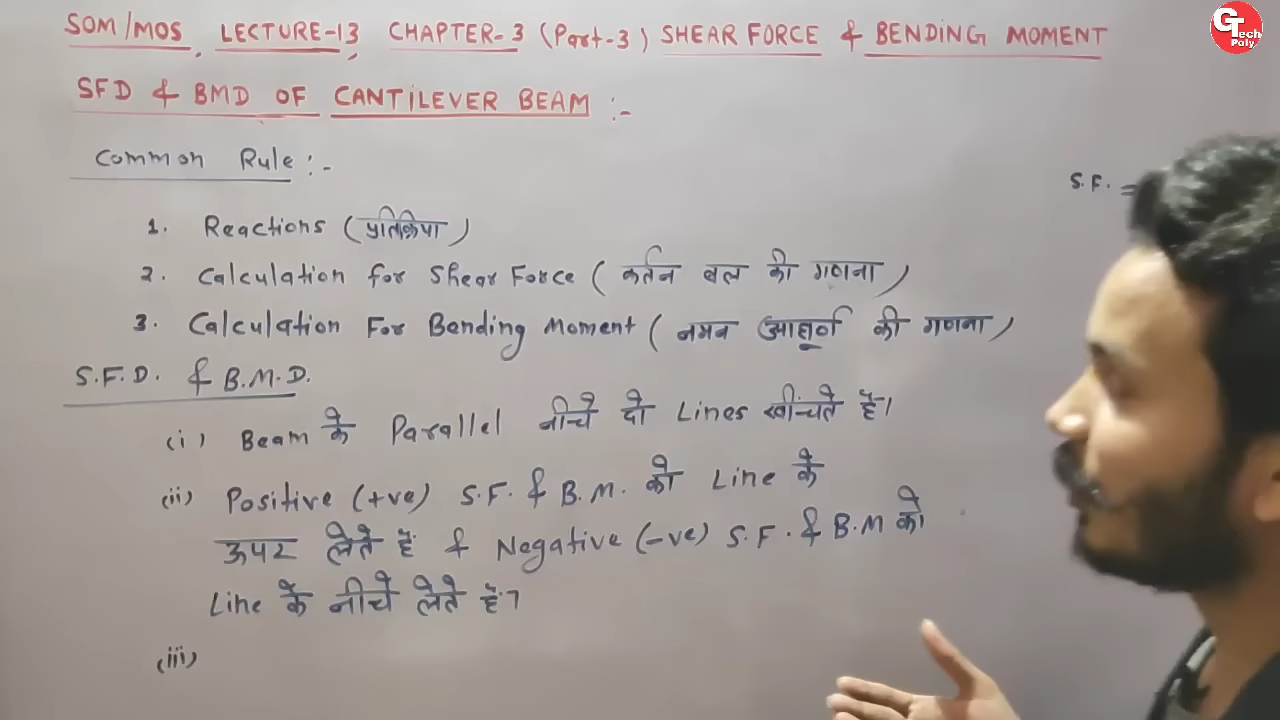 SOM/MOS, LECTURE-13, CHAPTER-3 (Part-3) SHEAR FORCE & BENDING MOMENT
SFD & BMD OF CANTILEVER BEAM :-
Common Rule :-
S.F. =
1. Reactions (प्रतिक्रिया)
2. Calculation for Shear Force (कर्तन बल की गणना)
3. Calculation For Bending Moment (नमन आघूर्ण की गणना)
S.F.D. & B.M.D.
(i) Beam के Parallel नीचे दो Lines खींचते हैं।
(ii) Positive (+ve) S.F. & B.M. को Line के
ऊपर लेते हैं & Negative (-ve) S.F. & B.M को
Line के नीचे लेते हैं।
(iii)
GTech Poly